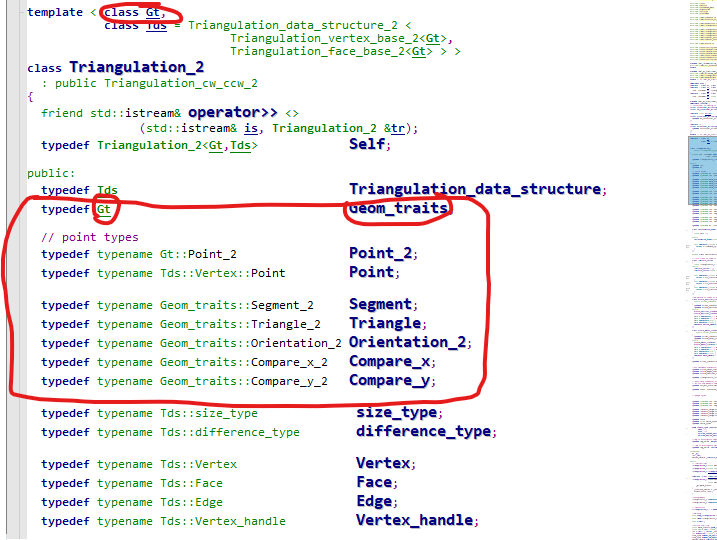 template < class Gt,
class Tds = Triangulation_data_structure_2 <
Triangulation_vertex_base_2<Gt>,
Triangulation_face_base_2<Gt> > >
class Triangulation_2
: public Triangulation_cw_ccw_2
{
friend std::istream& operator>> <>
(std::istream& is, Triangulation_2 &tr);
typedef Triangulation_2<Gt,Tds> Self;
public:
typedef Tds Triangulation_data_structure;
typedef Gt Geom_traits;
// point types
typedef typename Gt::Point_2 Point_2;
typedef typename Tds::Vertex::Point Point;
typedef typename Geom_traits::Segment_2 Segment;
typedef typename Geom_traits::Triangle_2 Triangle;
typedef typename Geom_traits::Orientation_2 Orientation_2;
typedef typename Geom_traits::Compare_x_2 Compare_x;
typedef typename Geom_traits::Compare_y_2 Compare_y;
typedef typename Tds::size_type size_type;
typedef typename Tds::difference_type difference_type;
typedef typename Tds::Vertex Vertex;
typedef typename Tds::Face Face;
typedef typename Tds::Edge Edge;
typedef typename Tds::Vertex_handle Vertex_handle;